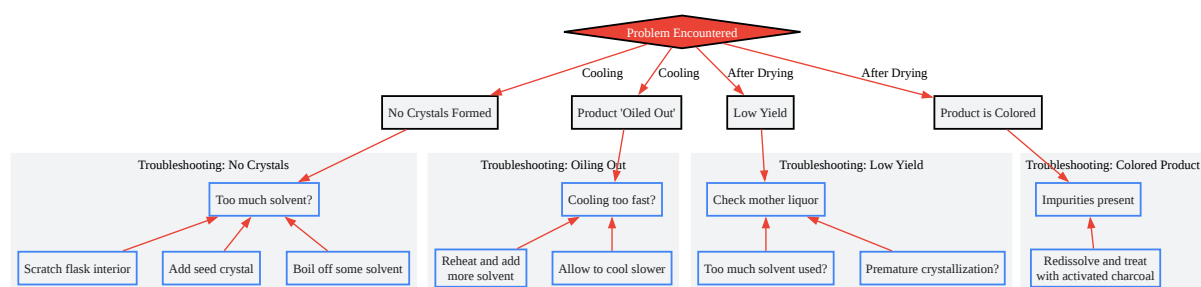 Problem Encountered
Cooling
Cooling
After Drying
After Drying
No Crystals Formed
Product 'Oiled Out'
Low Yield
Product is Colored
Troubleshooting: No Crystals
Troubleshooting: Oiling Out
Troubleshooting: Low Yield
Troubleshooting: Colored Product
Too much solvent?
Cooling too fast?
Check mother liquor
Impurities present
Scratch flask interior
Add seed crystal
Boil off some solvent
Reheat and add
more solvent
Allow to cool slower
Too much solvent used?
Premature crystallization?
Redissolve and treat
with activated charcoal